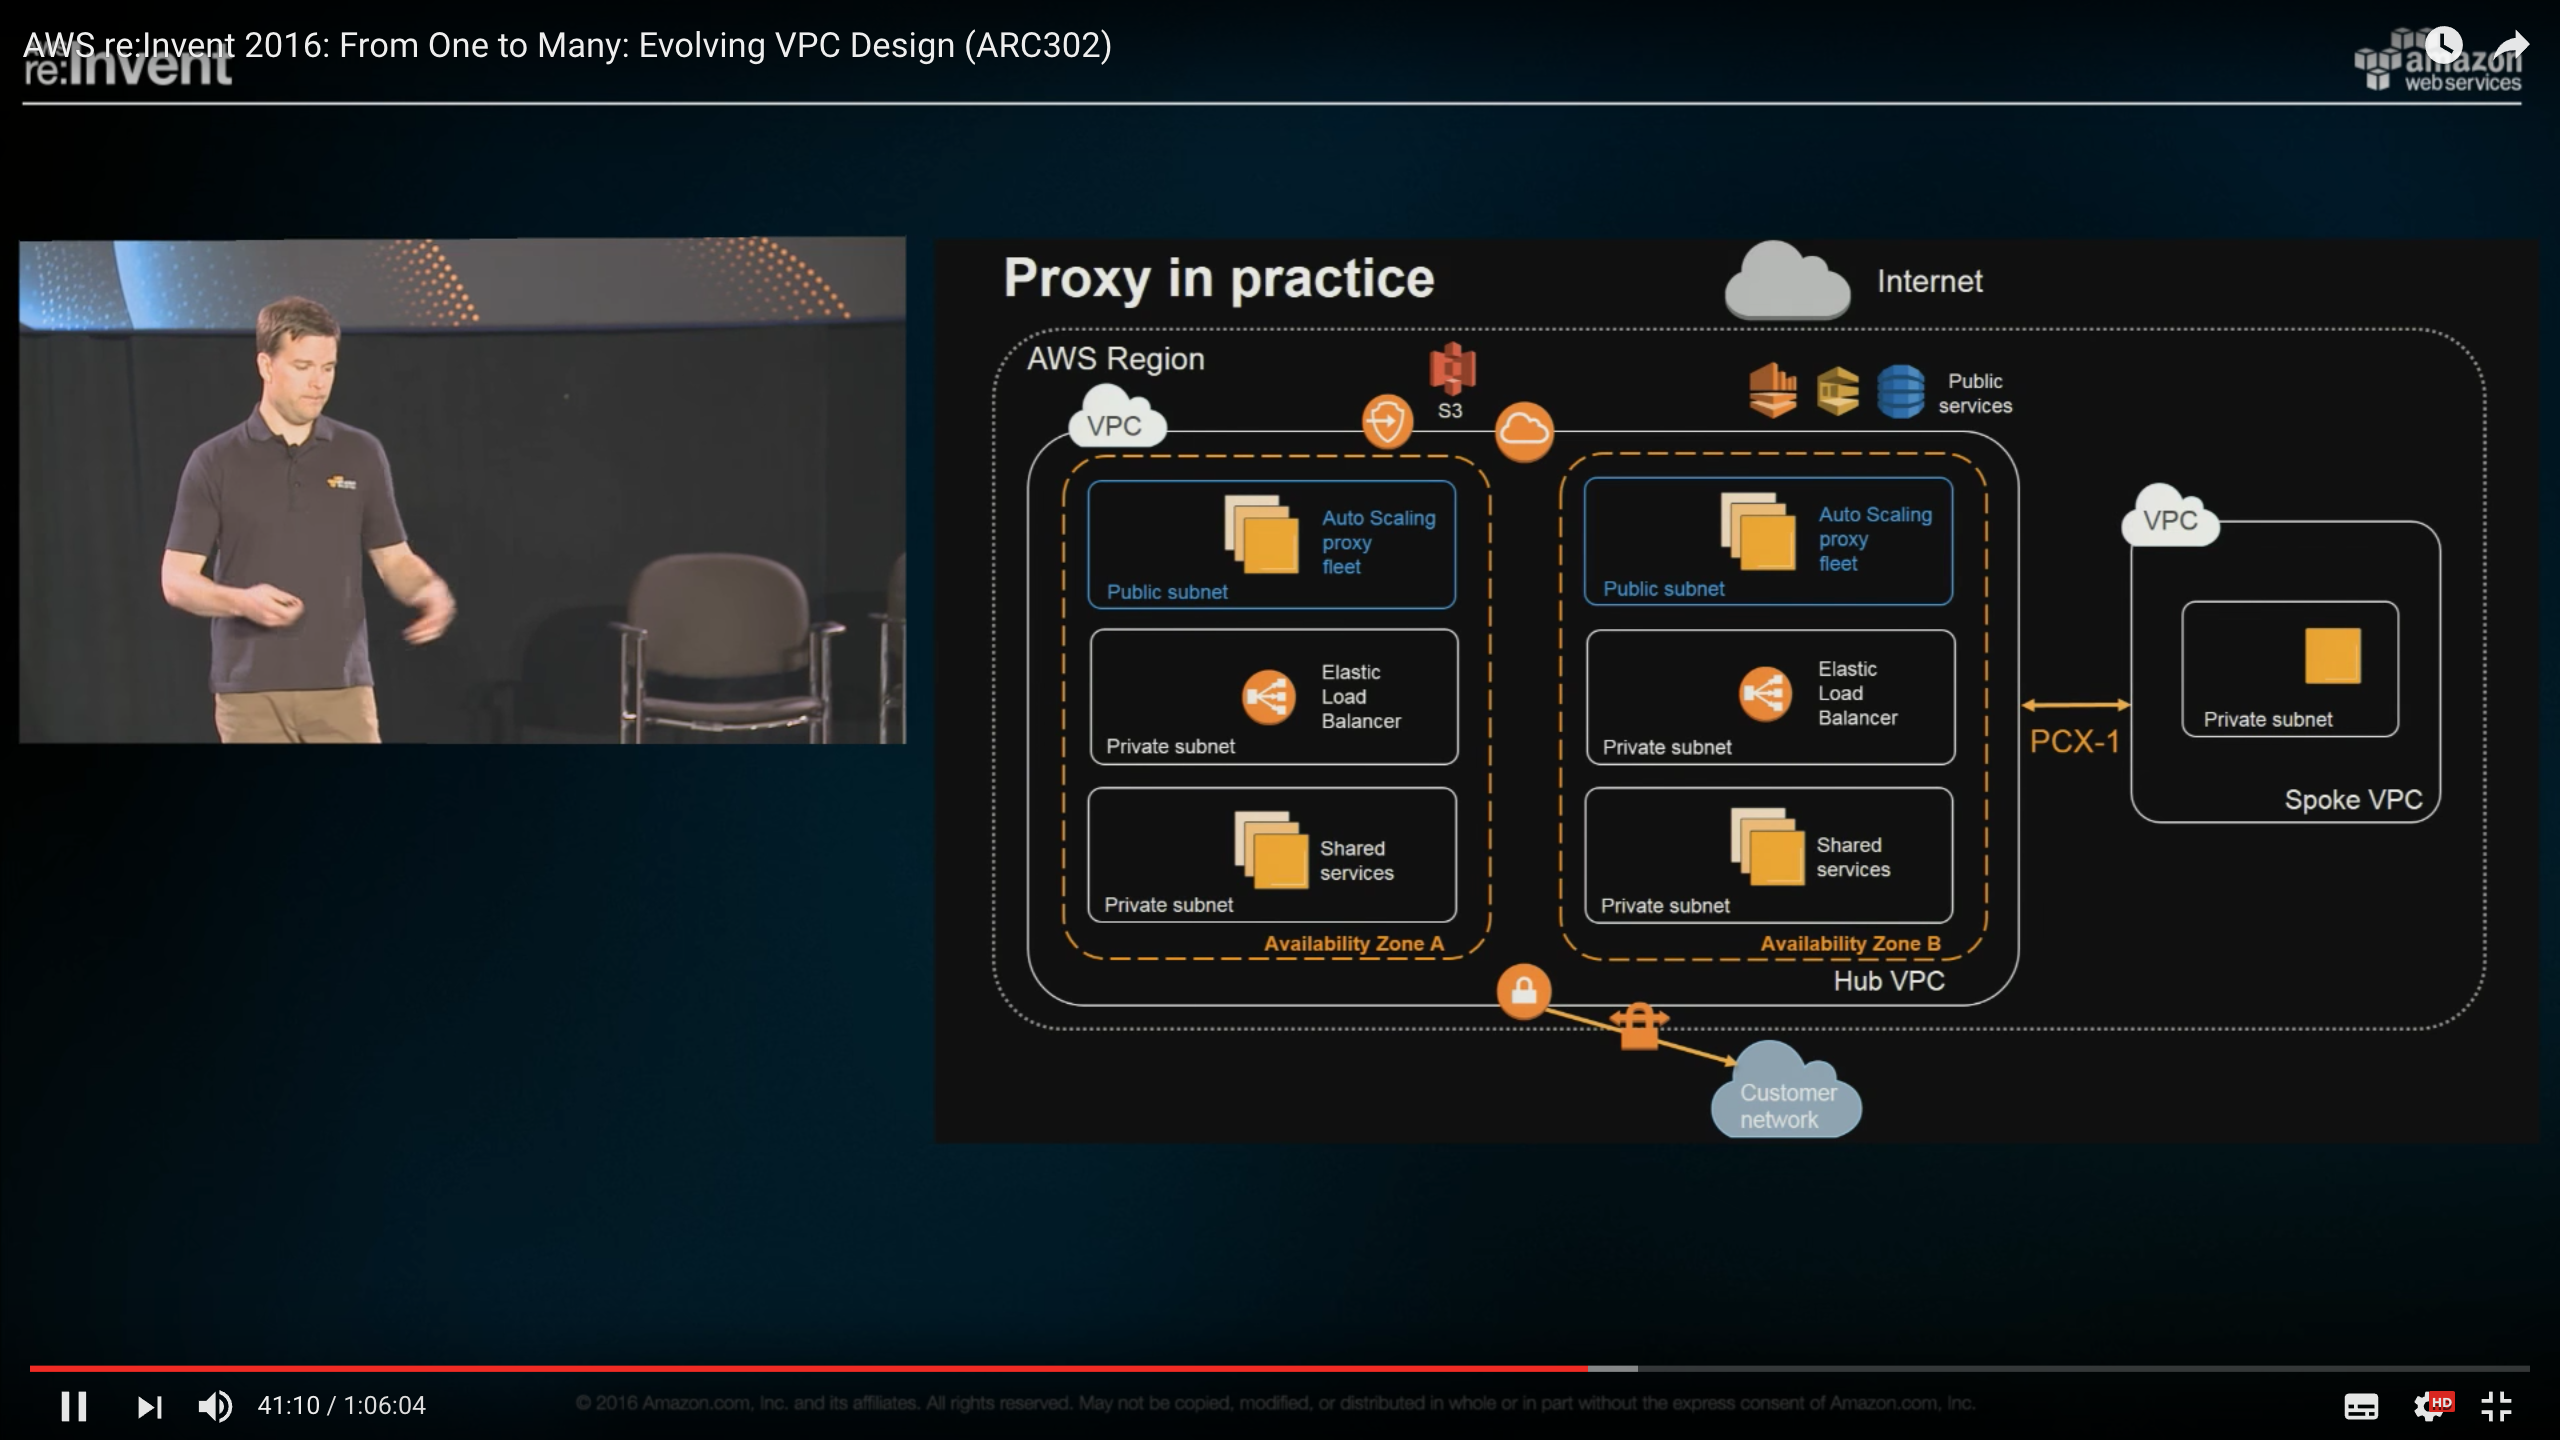 AWS re:Invent 2016: From One to Many: Evolving VPC Design (ARC302)
re:Invent
amazon
web services
Proxy in practice
Internet
AWS Region
S3
Public
services
VPC
Auto Scaling
proxy
fleet
Public subnet
Elastic
Load
Balancer
Private subnet
Shared
services
Private subnet
Availability Zone A
Auto Scaling
proxy
fleet
Public subnet
Elastic
Load
Balancer
Private subnet
Shared
services
Private subnet
Availability Zone B
Hub VPC
PCX-1
VPC
Private subnet
Spoke VPC
Customer
network
41:10 / 1:06:04
© 2016 Amazon.com, Inc. and its affiliates. All rights reserved. May not be copied, modified, or distributed in whole or in part without the express consent of Amazon.com, Inc.
HD